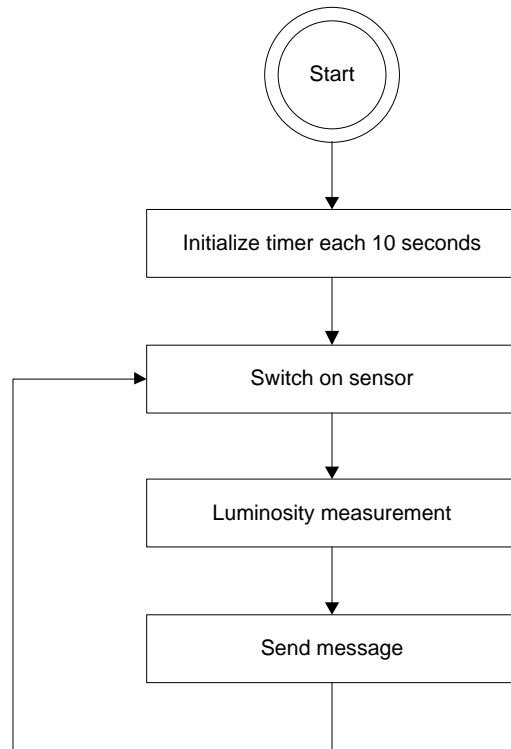 Start
Initialize timer each 10 seconds
Switch on sensor
Luminosity measurement
Send message